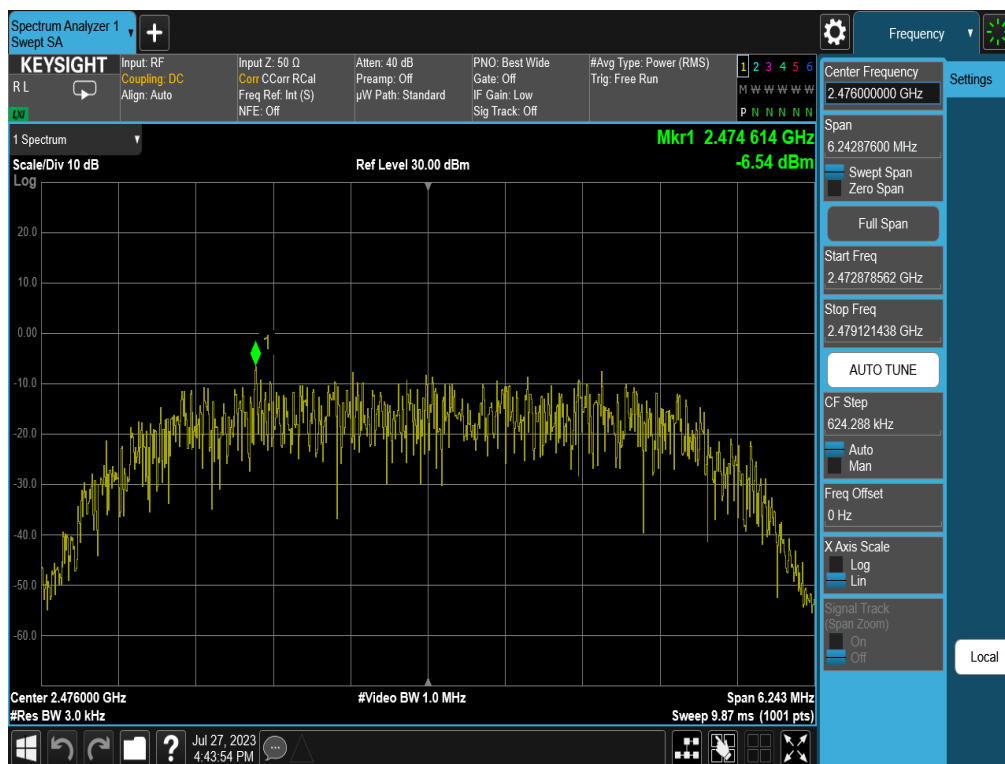 Spectrum Analyzer 1
Swept SA
Frequency
KEYSIGHT
R L
LNI
Input: RF
Coupling: DC
Align: Auto
Input Z: 50 Ω
Corr CCorr RCal
Freq Ref: Int (S)
NFE: Off
Atten: 40 dB
Preamp: Off
µW Path: Standard
PNO: Best Wide
Gate: Off
IF Gain: Low
Sig Track: Off
#Avg Type: Power (RMS)
Trig: Free Run
1 2 3 4 5 6
M W W W W W
P N N N N N
1 Spectrum
Scale/Div 10 dB
Log
Ref Level 30.00 dBm
Mkr1 2.474 614 GHz
-6.54 dBm
20.0
10.0
0.00
1
-10.0
-20.0
-30.0
-40.0
-50.0
-60.0
Center 2.476000 GHz
#Video BW 1.0 MHz
Span 6.243 MHz
#Res BW 3.0 kHz
Sweep 9.87 ms (1001 pts)
Center Frequency
2.476000000 GHz
Settings
Span
6.24287600 MHz
Swept Span
Zero Span
Full Span
Start Freq
2.472878562 GHz
Stop Freq
2.479121438 GHz
AUTO TUNE
CF Step
624.288 kHz
Auto
Man
Freq Offset
0 Hz
X Axis Scale
Log
Lin
Signal Track
(Span Zoom)
On
Off
Local
?
Jul 27, 2023
4:43:54 PM